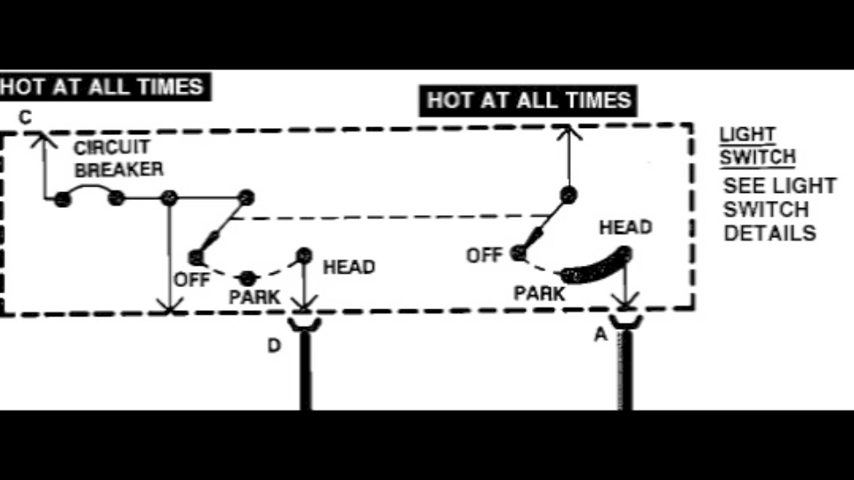 HOT AT ALL TIMES
HOT AT ALL TIMES
C
CIRCUIT
BREAKER
LIGHT
SWITCH
SEE LIGHT
SWITCH
DETAILS
OFF
PARK
HEAD
OFF
PARK
HEAD
D
A